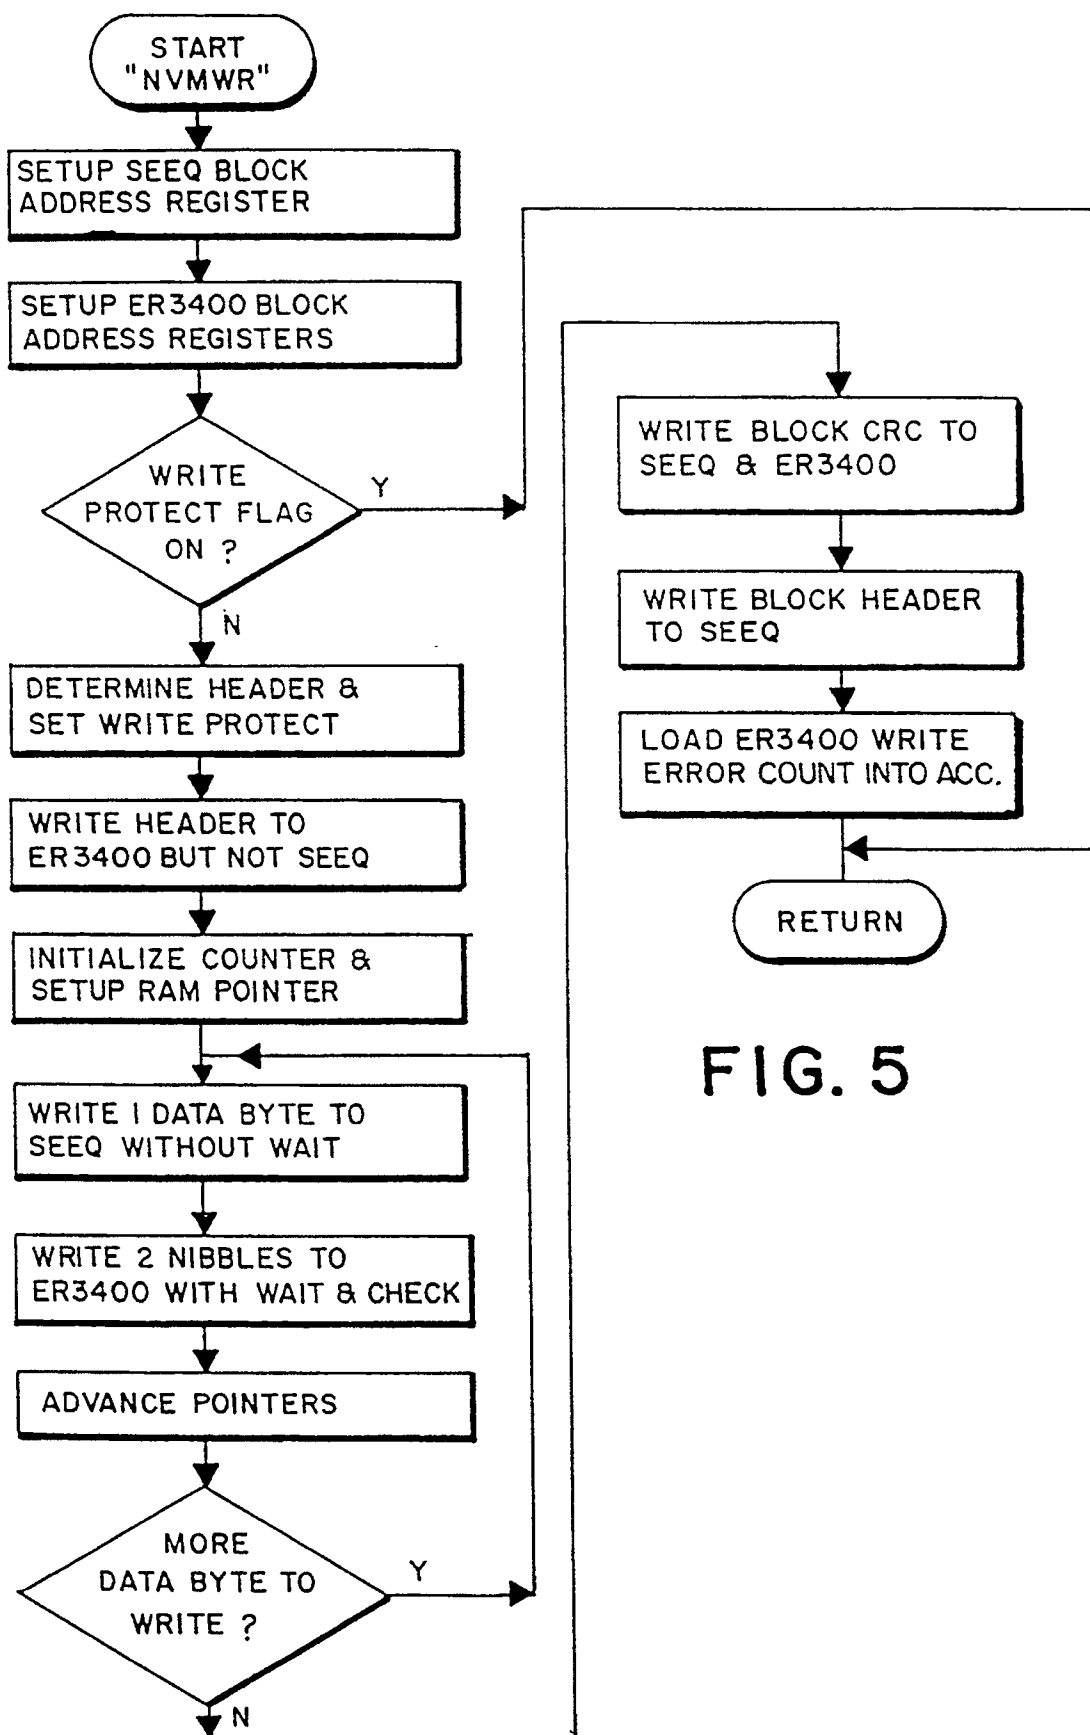 START
"NVMWR"
SETUP SEEQ BLOCK
ADDRESS REGISTER
SETUP ER3400 BLOCK
ADDRESS REGISTERS
WRITE
PROTECT FLAG
ON ?
Y
N
DETERMINE HEADER &
SET WRITE PROTECT
WRITE HEADER TO
ER3400 BUT NOT SEEQ
INITIALIZE COUNTER &
SETUP RAM POINTER
WRITE 1 DATA BYTE TO
SEEQ WITHOUT WAIT
WRITE 2 NIBBLES TO
ER3400 WITH WAIT & CHECK
ADVANCE POINTERS
MORE
DATA BYTE TO
WRITE ?
Y
N
WRITE BLOCK CRC TO
SEEQ & ER3400
WRITE BLOCK HEADER
TO SEEQ
LOAD ER3400 WRITE
ERROR COUNT INTO ACC.
RETURN
FIG. 5